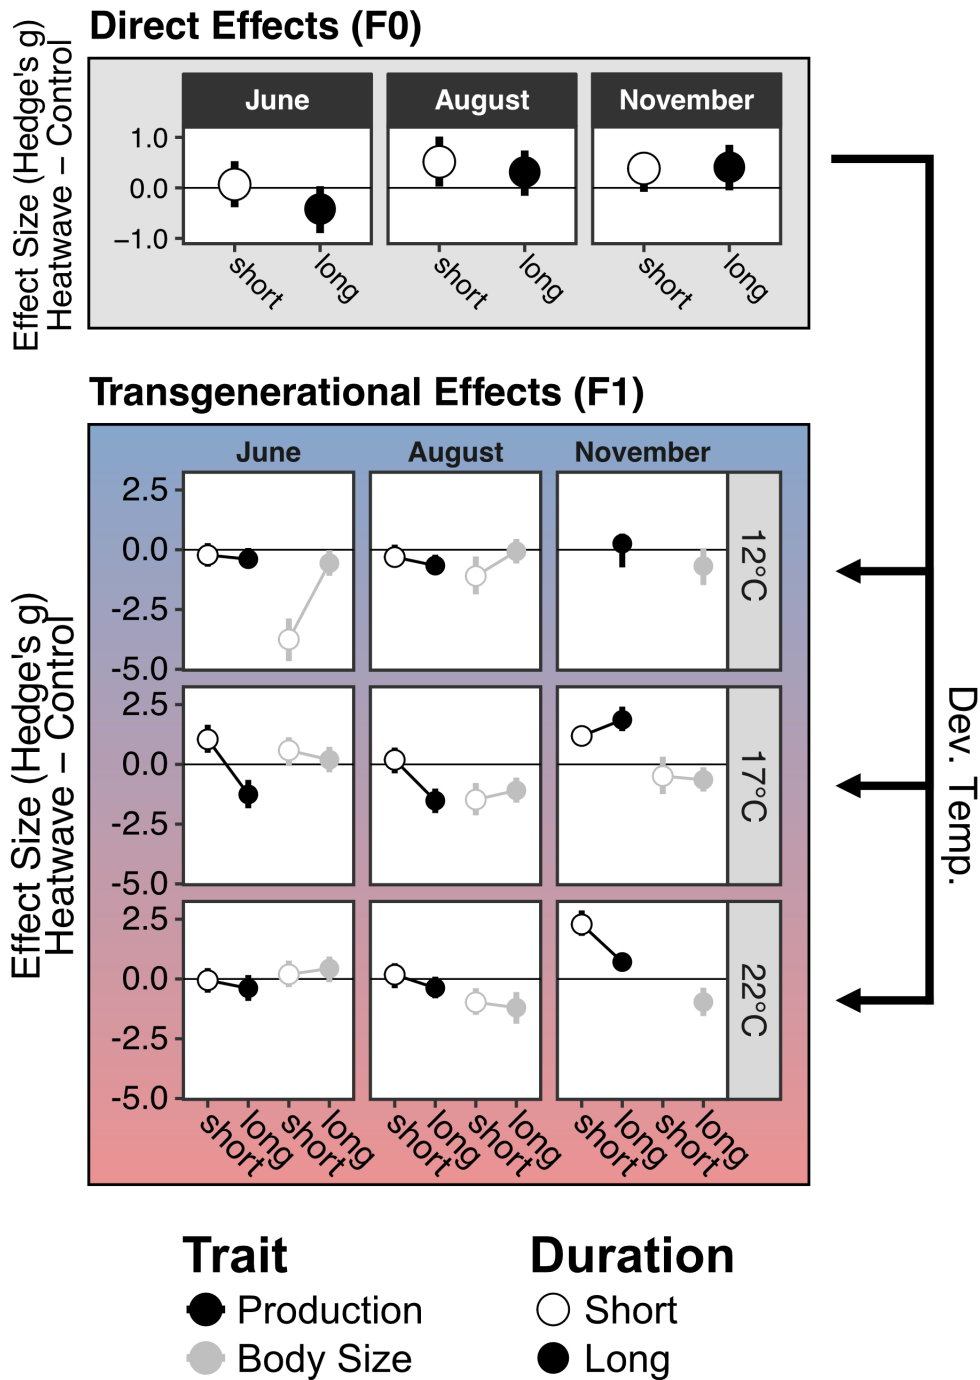 Direct Effects (F0)
Effect Size (Hedge's g)
Heatwave – Control
June
August
November
1.0
0.0
−1.0
short
long
short
long
short
long
Transgenerational Effects (F1)
Effect Size (Hedge's g)
Heatwave – Control
June
August
November
2.5
0.0
-2.5
-5.0
12°C
2.5
0.0
-2.5
-5.0
17°C
2.5
0.0
-2.5
-5.0
22°C
short
long
short
long
short
long
short
long
short
long
short
long
Dev. Temp.
Trait
Production
Body Size
Duration
Short
Long